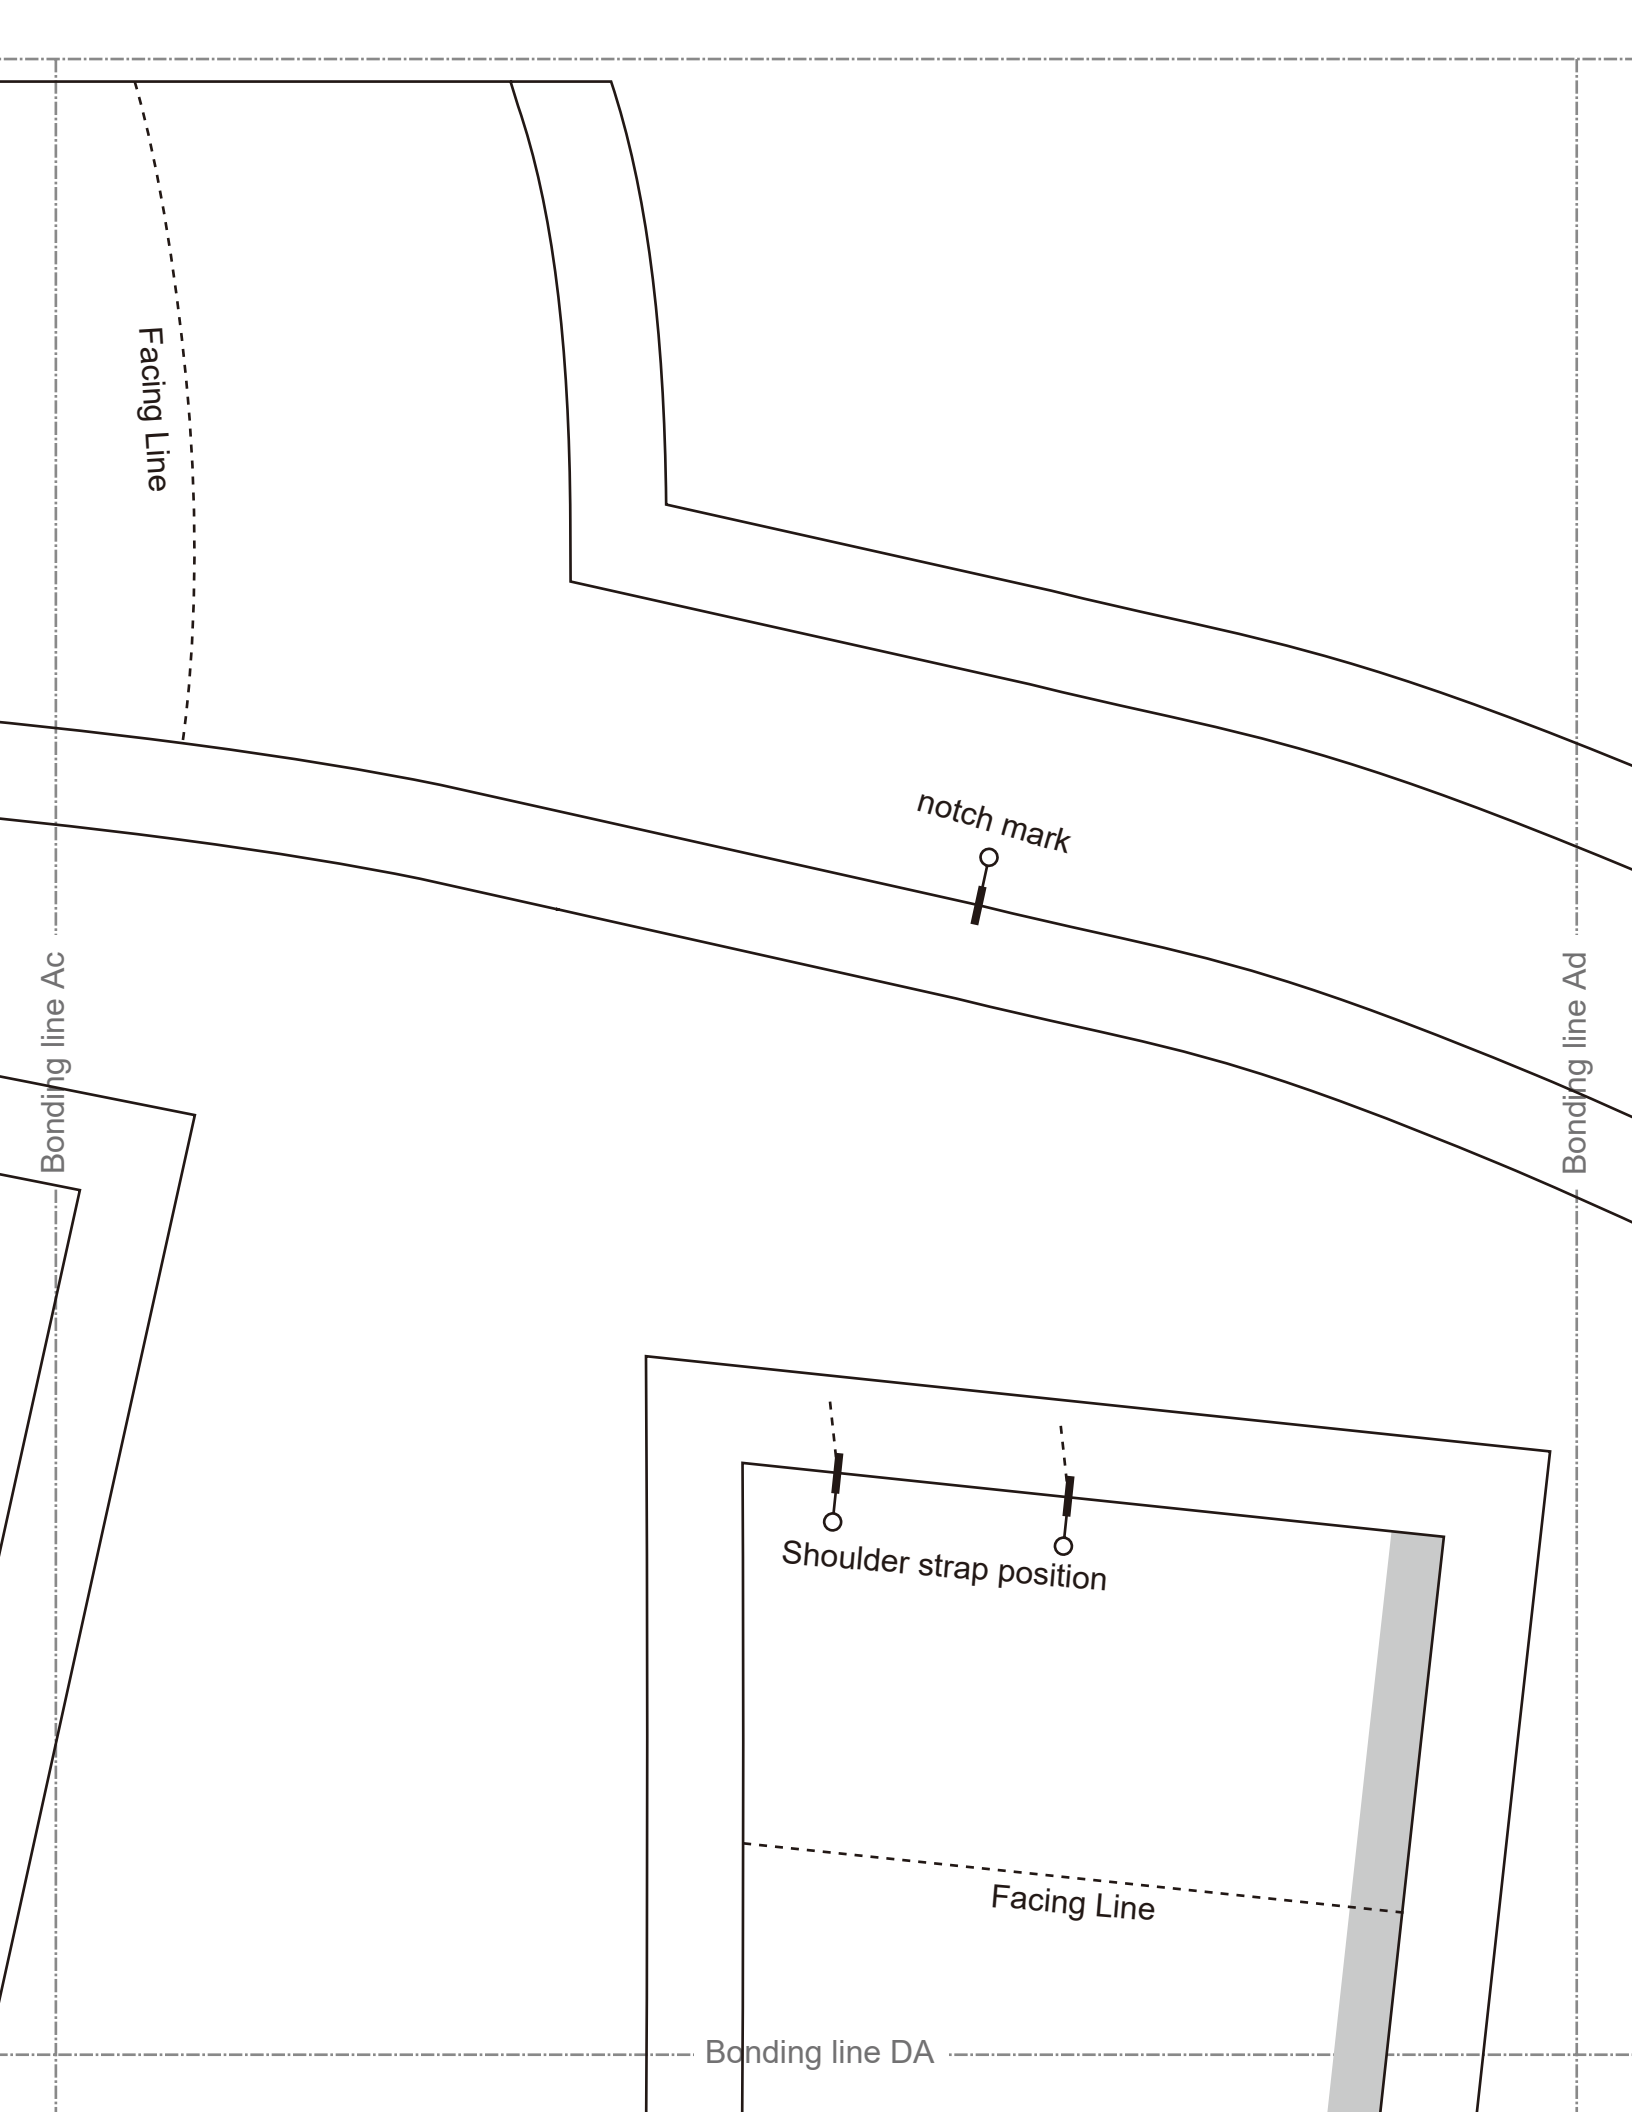 Facing Line
notch mark
Bonding line Ac
Bonding line Ad
Shoulder strap position
Facing Line
Bonding line DA